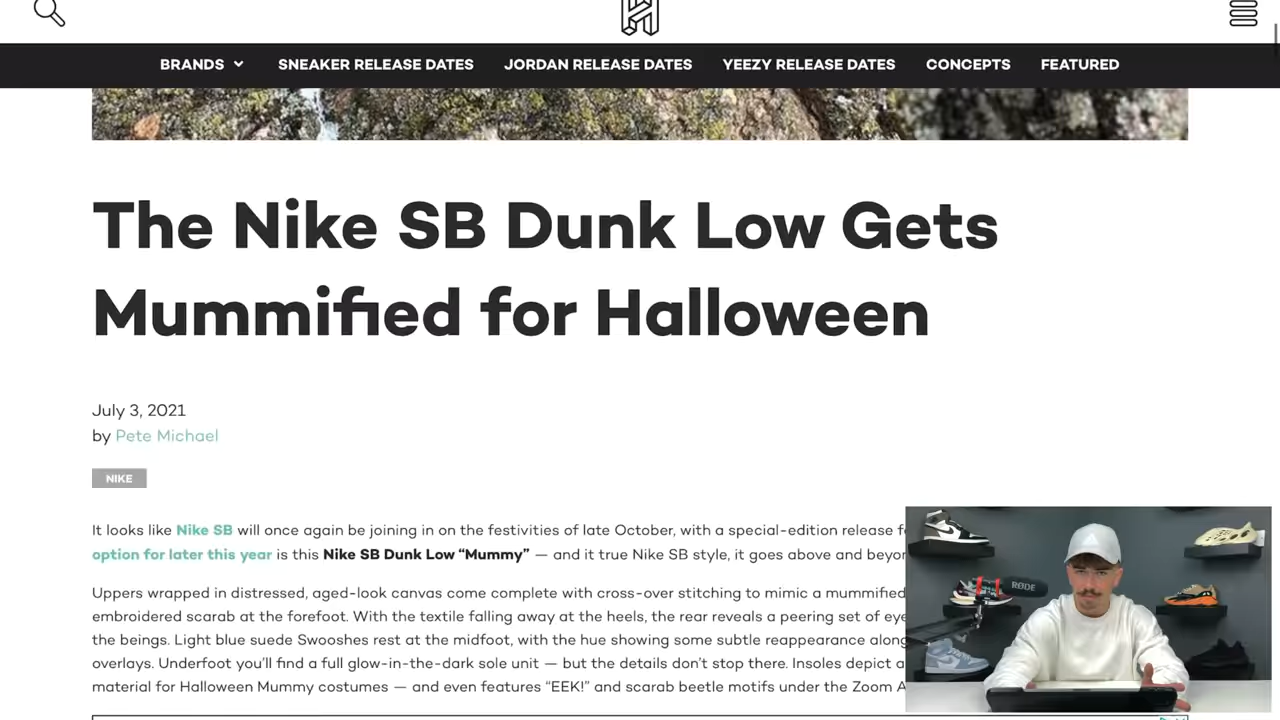 BRANDS SNEAKER RELEASE DATES JORDAN RELEASE DATES YEEZY RELEASE DATES CONCEPTS FEATURED
The Nike SB Dunk Low Gets
Mummified for Halloween
July 3, 2021
by Pete Michael
NIKE
It looks like Nike SB will once again be joining in on the festivities of late October, with a special-edition release
option for later this year is this Nike SB Dunk Low “Mummy” — and it true Nike SB style, it goes above and
Uppers wrapped in distressed, aged-look canvas come complete with cross-over stitching to mimic a mummified
RØDE
embroidered scarab at the forefoot. With the textile falling away at the heels, the rear reveals a peering set of
the beings. Light blue suede Swooshes rest at the midfoot, with the hue showing some subtle reappearance
overlays. Underfoot you’ll find a full glow-in-the-dark sole unit — but the details don’t stop there. Insoles depict a
material for Halloween Mummy costumes — and even features “EEK!” and scarab beetle motifs under the Zoom